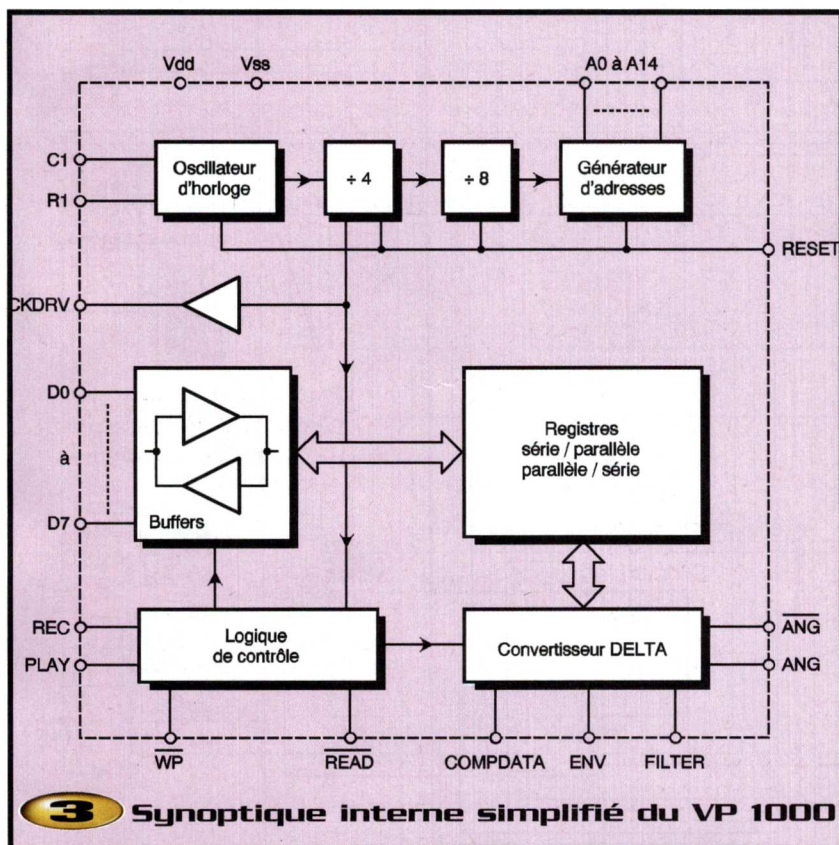 Vdd Vss A0 à A14
C1
R1
Oscillateur
d'horloge
÷ 4
÷ 8
Générateur
d'adresses
RESET
CKDRV
D0
à
D7
Buffers
Registres
série / parallèle
parallèle / série
REC
PLAY
Logique
de contrôle
Convertisseur DELTA
ANG
ANG
WP READ COMPDATA ENV FILTER
3 Synoptique interne simplifié du VP 1000